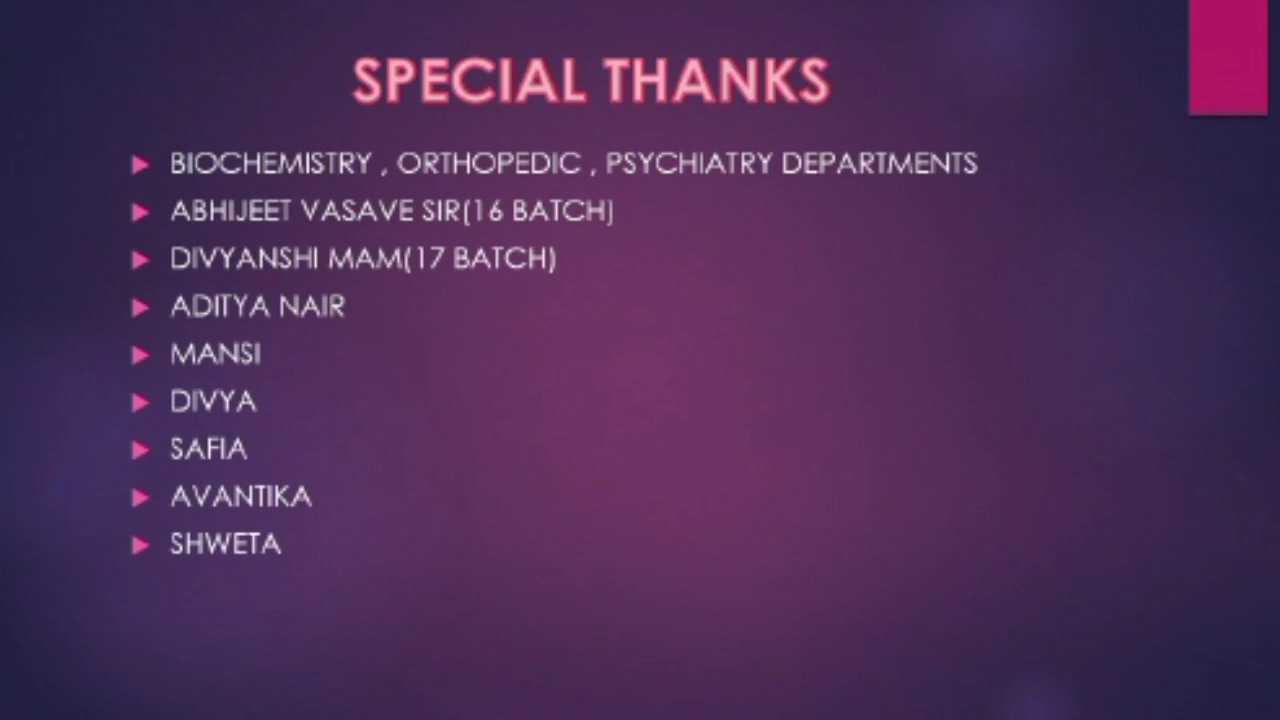 SPECIAL THANKS
BIOCHEMISTRY , ORTHOPEDIC , PSYCHIATRY DEPARTMENTS
ABHIJEET VASAVE SIR(16 BATCH)
DIVYANSHI MAM(17 BATCH)
ADITYA NAIR
MANSI
DIVYA
SAFIA
AVANTIKA
SHWETA